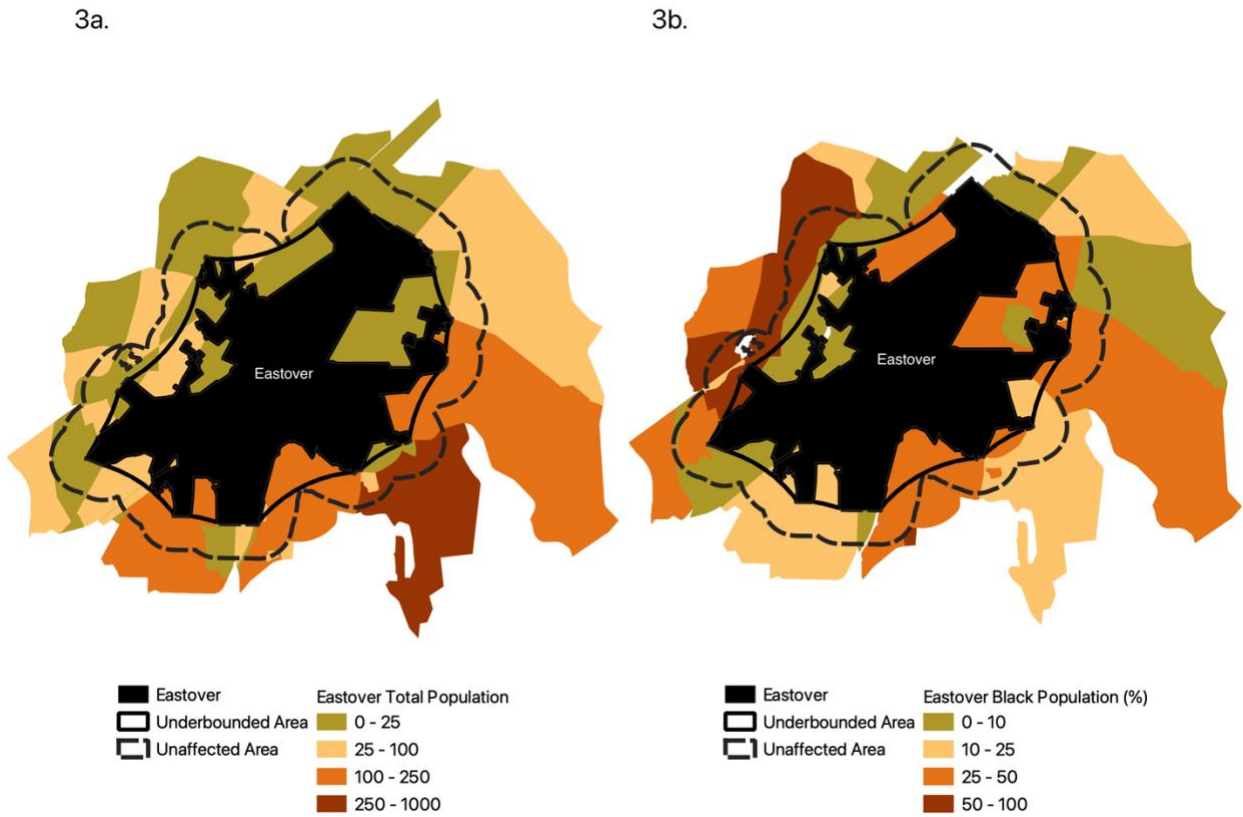 3a.
3b.
Eastover
Eastover
Eastover
Underbounded Area
Unaffected Area
Eastover Total Population
0 - 25
25 - 100
100 - 250
250 - 1000
Eastover
Underbounded Area
Unaffected Area
Eastover Black Population (%)
0 - 10
10 - 25
25 - 50
50 - 100